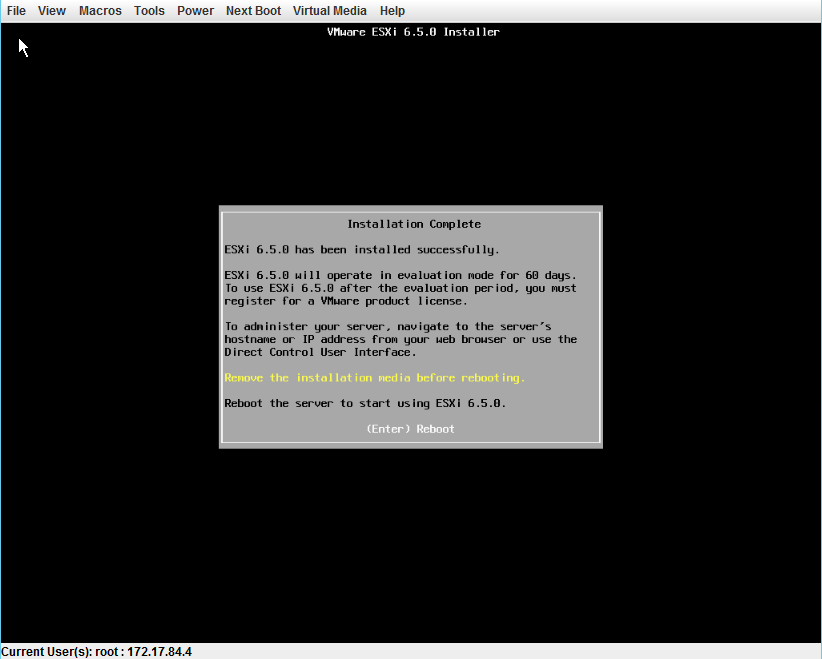 File View Macros Tools Power Next Boot Virtual Media Help
VMware ESXi 6.5.0 Installer
Installation Complete
ESXi 6.5.0 has been installed successfully.
ESXi 6.5.0 will operate in evaluation mode for 60 days.
To use ESXi 6.5.0 after the evaluation period, you must
register for a VMware product license.
To administer your server, navigate to the server's
hostname or IP address from your web browser or use the
Direct Control User Interface.
Remove the installation media before rebooting.
Reboot the server to start using ESXi 6.5.0.
(Enter) Reboot
Current User(s): root : 172.17.84.4